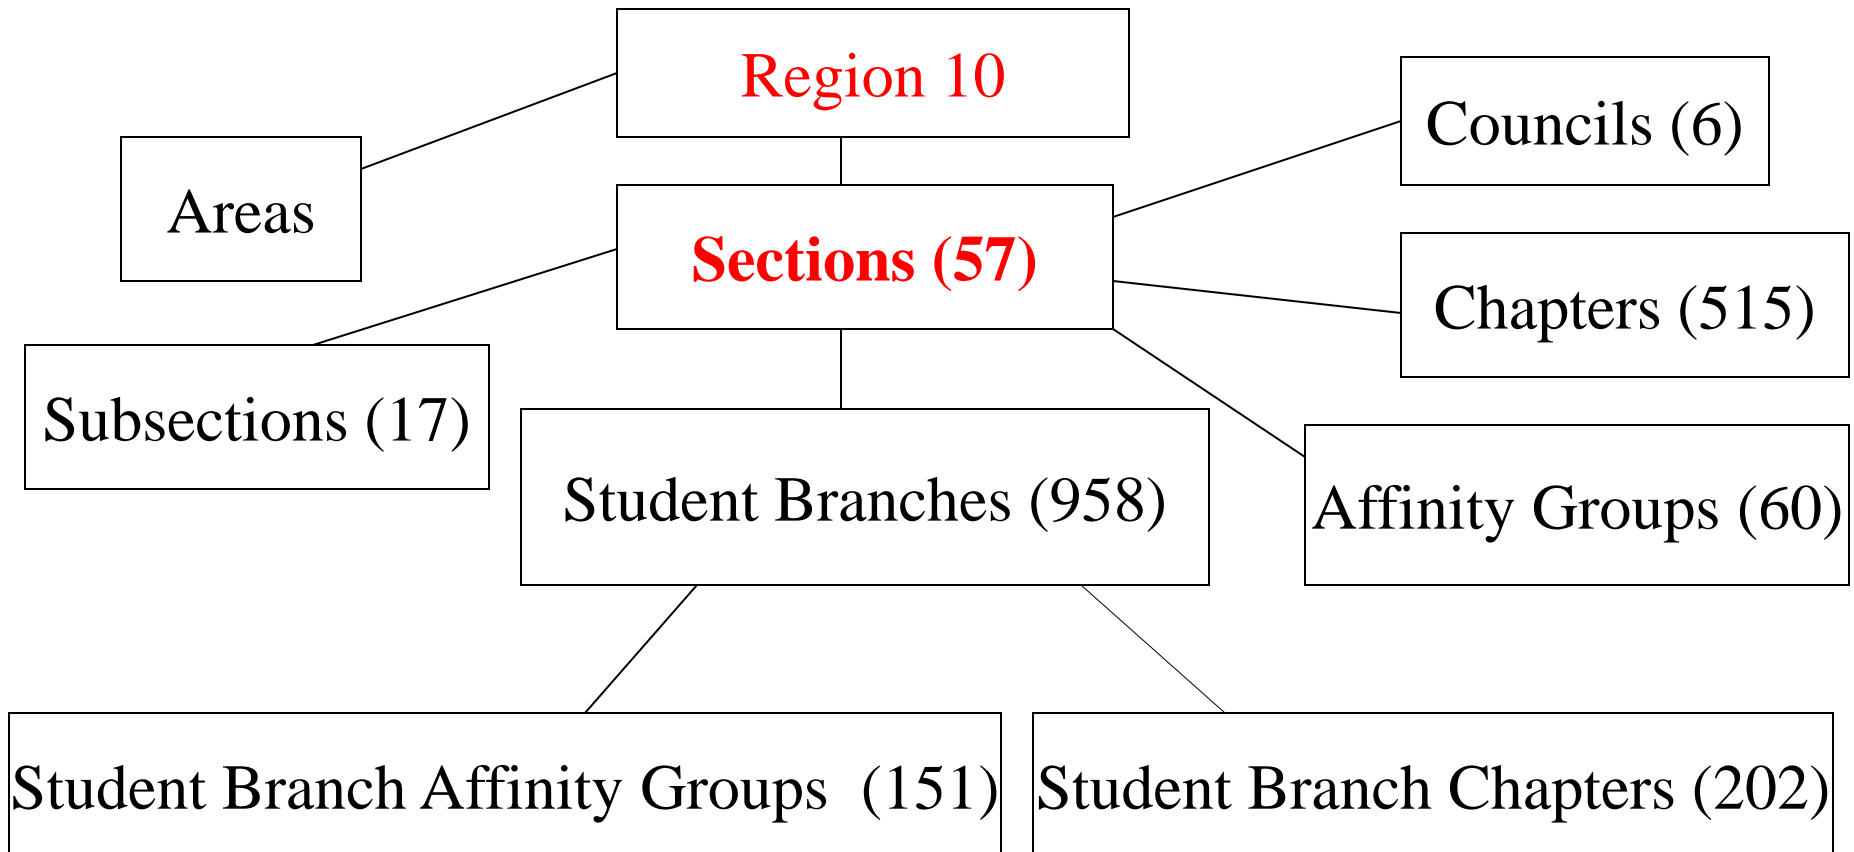 Region 10
Councils (6)
Areas
Sections (57)
Chapters (515)
Subsections (17)
Student Branches (958)
Affinity Groups (60)
Student Branch Affinity Groups  (151)
Student Branch Chapters (202)